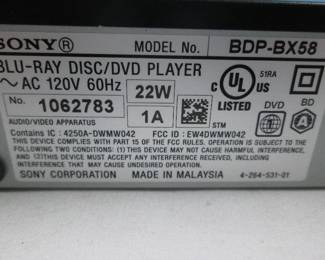 SONY® MODEL No. BDP-BX58
BLU-RAY DISC/DVD PLAYER
~ AC 120V 60Hz 22W
No. 1062783 1A
AUDIO/VIDEO APPARATUS
C UL US LISTED
51RA
DVD BD
STM A
Contains IC : 4250A-DWMW042 FCC ID : EW4DWMW042
THIS DEVICE COMPLIES WITH PART 15 OF THE FCC RULES. OPERATION IS SUBJECT TO THE
FOLLOWING TWO CONDITIONS: (1) THIS DEVICE MAY NOT CAUSE HARMFUL INTERFERENCE,
AND (2) THIS DEVICE MUST ACCEPT ANY INTERFERENCE RECEIVED, INCLUDING
INTERFERENCE THAT MAY CAUSE
SONY CORPORATION MADE IN MALAYSIA 4-264-531-01